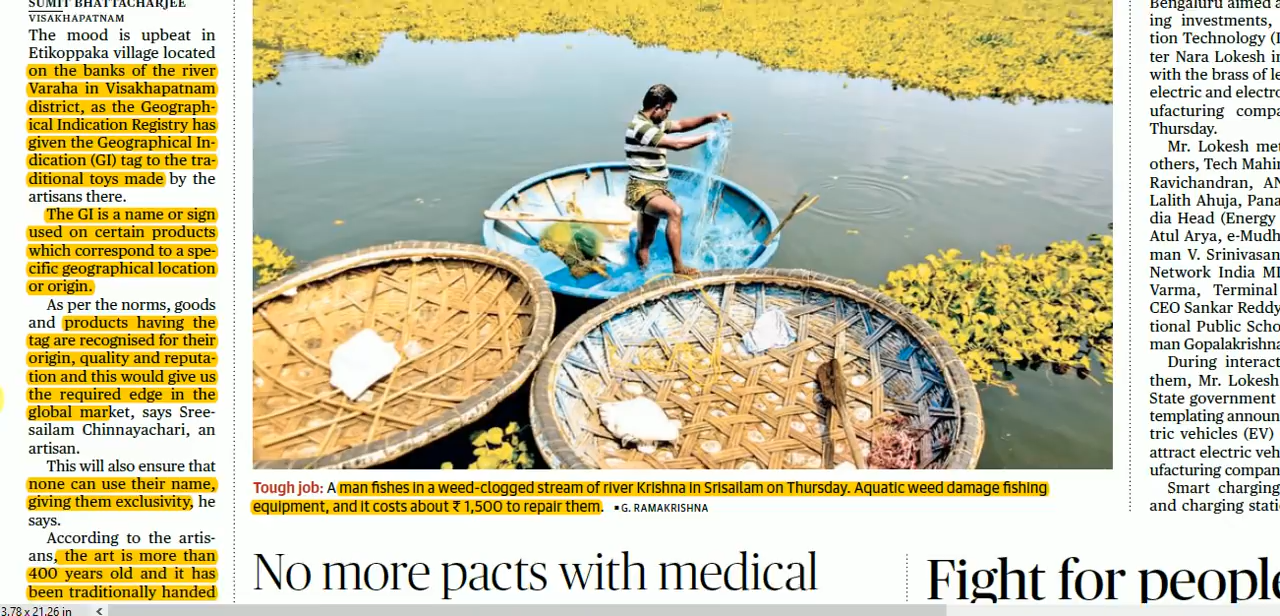 SUMIT BHATTACHARJEE
VISAKHAPATNAM
The mood is upbeat in
Etikoppaka village located
on the banks of the river
Varaha in Visakhapatnam
district, as the Geograph-
ical Indication Registry has
given the Geographical In-
dication (GI) tag to the tra-
ditional toys made by the
artisans there.
The GI is a name or sign
used on certain products
which correspond to a spe-
cific geographical location
or origin.
As per the norms, goods
and products having the
tag are recognised for their
origin, quality and reputa-
tion and this would give us
the required edge in the
global market, says Sree-
sailam Chinnayachari, an
artisan.
This will also ensure that
none can use their name,
giving them exclusivity, he
says.
According to the artis-
ans, the art is more than
400 years old and it has
been traditionally handed
Tough job: A man fishes in a weed-clogged stream of river Krishna in Srisailam on Thursday. Aquatic weed damage fishing
equipment, and it costs about ₹ 1,500 to repair them. ▪ G. RAMAKRISHNA
No more pacts with medical
Bengaluru aimed a
ing investments,
tion Technology (I
ter Nara Lokesh i
with the brass of le
electric and electro
ufacturing compa
Thursday.
Mr. Lokesh met
others, Tech Mahin
Ravichandran, AN
Lalith Ahuja, Pana
dia Head (Energy
Atul Arya, e-Mudh
man V. Srinivasan
Network India MD
Varma, Terminal
CEO Sankar Reddy
tional Public Scho
man Gopalakrishna
During interact
them, Mr. Lokesh
State government
templating announ
tric vehicles (EV)
attract electric veh
ufacturing compan
Smart charging
and charging stati
Fight for people
3.78 x 21.26 in